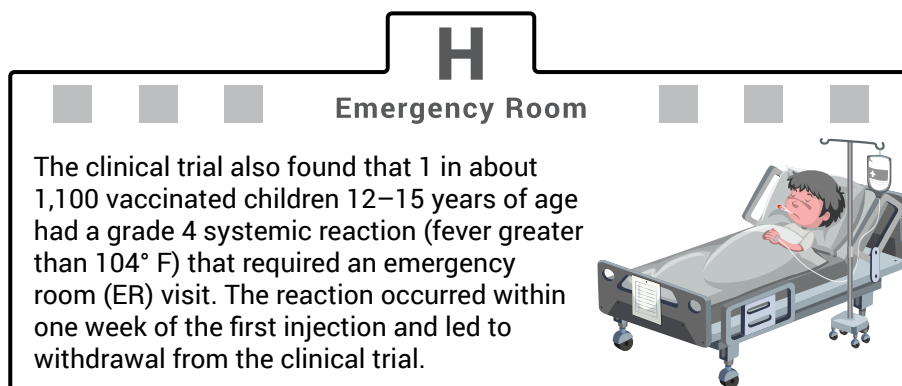 H
Emergency Room
The clinical trial also found that 1 in about
1,100 vaccinated children 12–15 years of age
had a grade 4 systemic reaction (fever greater
than 104° F) that required an emergency
room (ER) visit. The reaction occurred within
one week of the first injection and led to
withdrawal from the clinical trial.